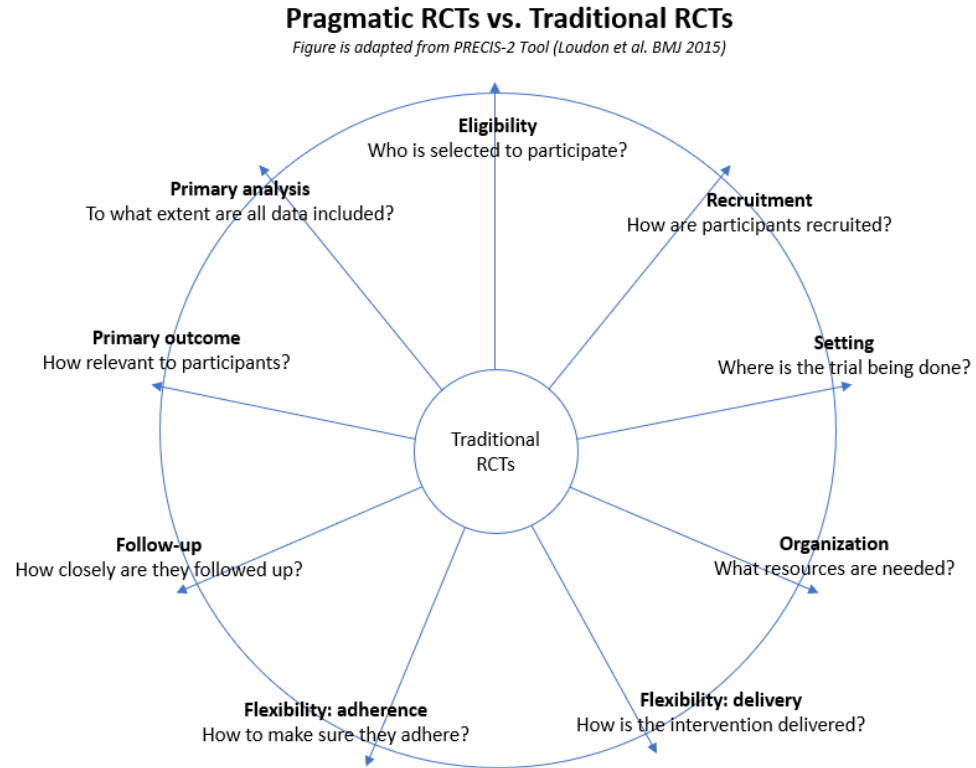 Pragmatic RCTs vs. Traditional RCTs
Figure is adapted from PRECIS-2 Tool (Loudon et al. BMJ 2015)
Eligibility
Who is selected to participate?
Recruitment
How are participants recruited?
Setting
Where is the trial being done?
Organization
What resources are needed?
Flexibility: delivery
How is the intervention delivered?
Flexibility: adherence
How to make sure they adhere?
Follow-up
How closely are they followed up?
Primary outcome
How relevant to participants?
Primary analysis
To what extent are all data included?
Traditional
RCTs